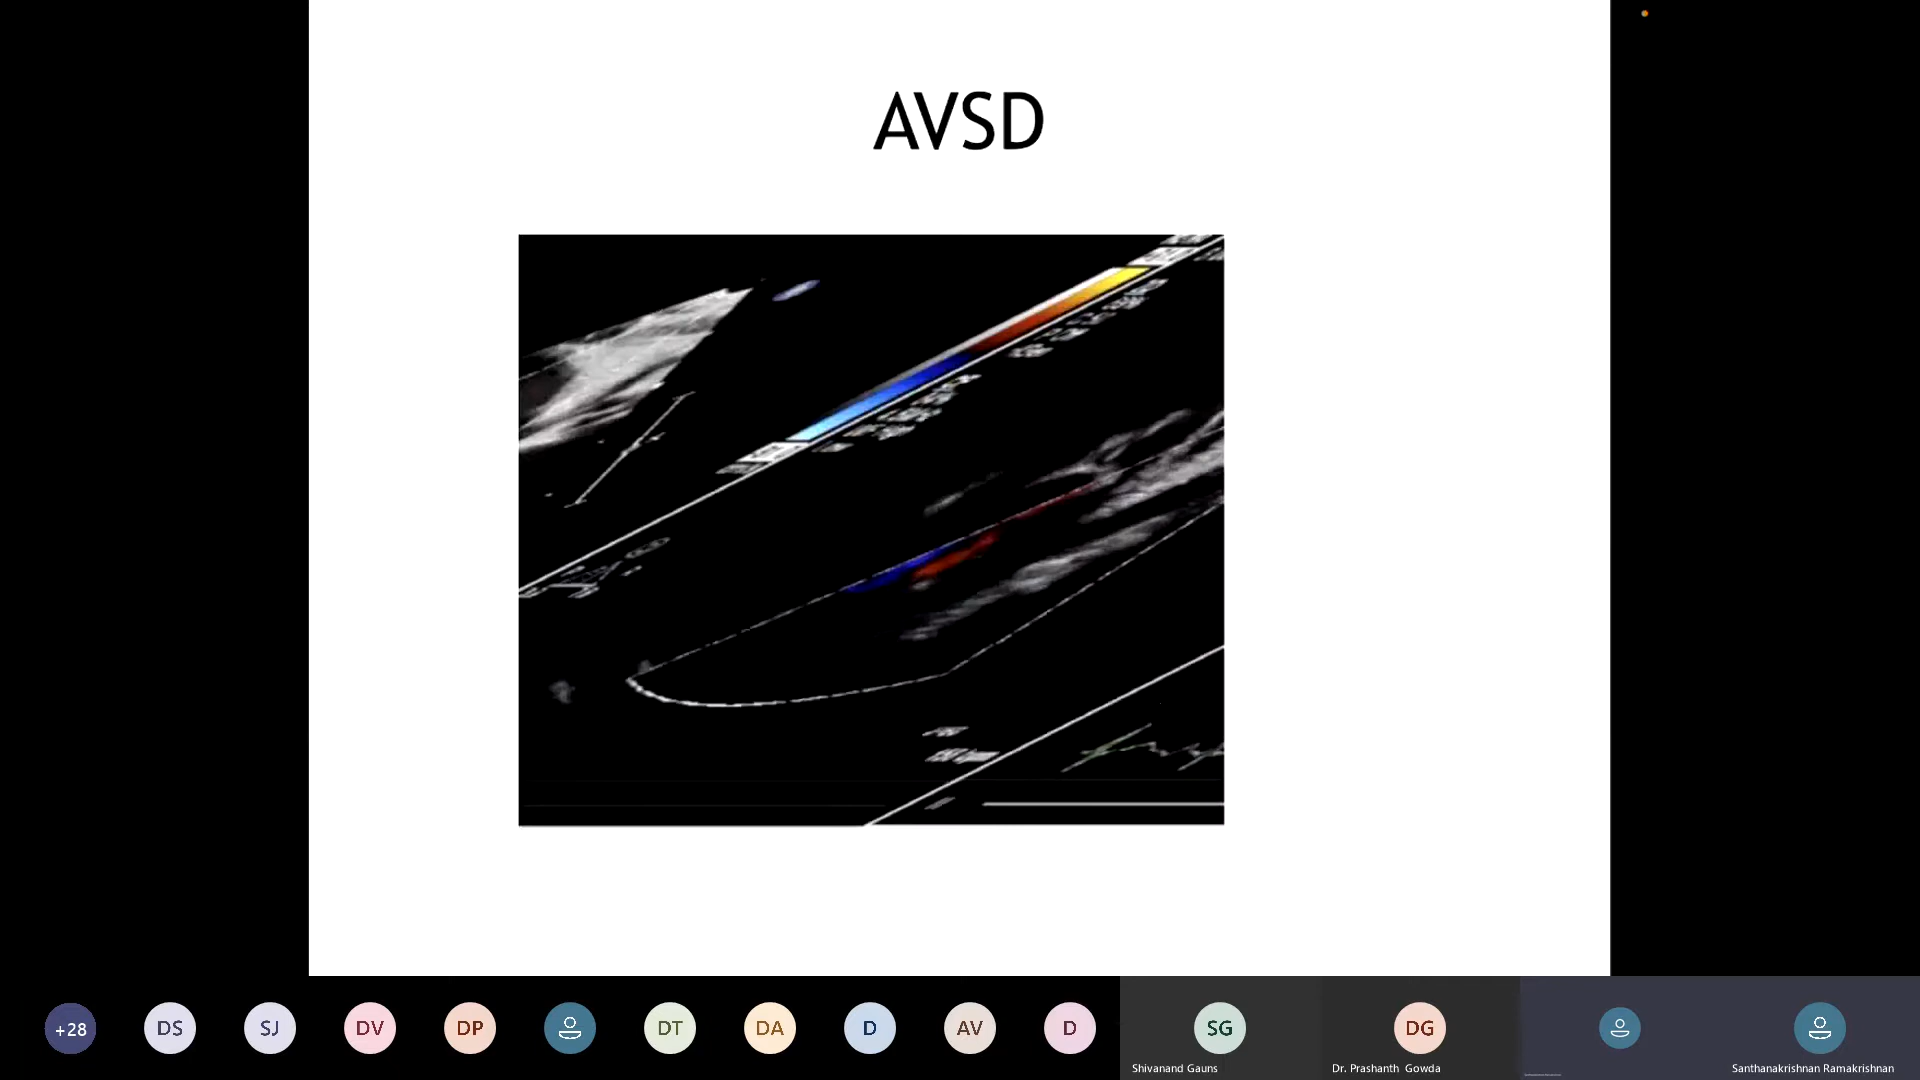 AVSD
+28
DS
SJ
DV
DP
DT
DA
D
AV
D
SG
DG
Shivanand Gauns
Dr. Prashanth Gowda
Santhanakrishnan Ramakrishnan